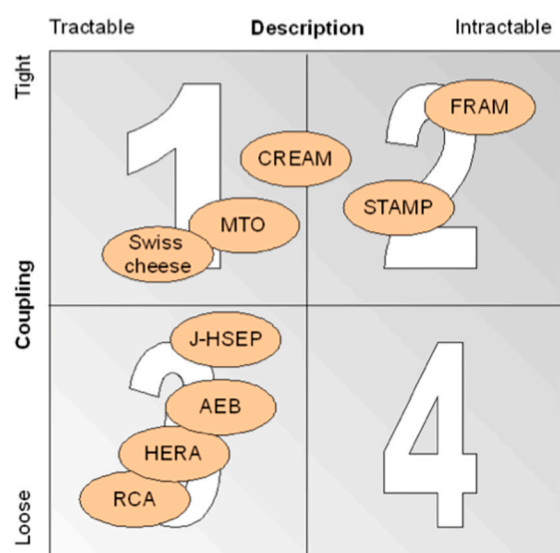 Tractable Description Intractable
Tight
Coupling
Loose
1
2
FRAM
CREAM
STAMP
MTO
Swiss
cheese
J-HSEP
3
AEB
4
HERA
RCA